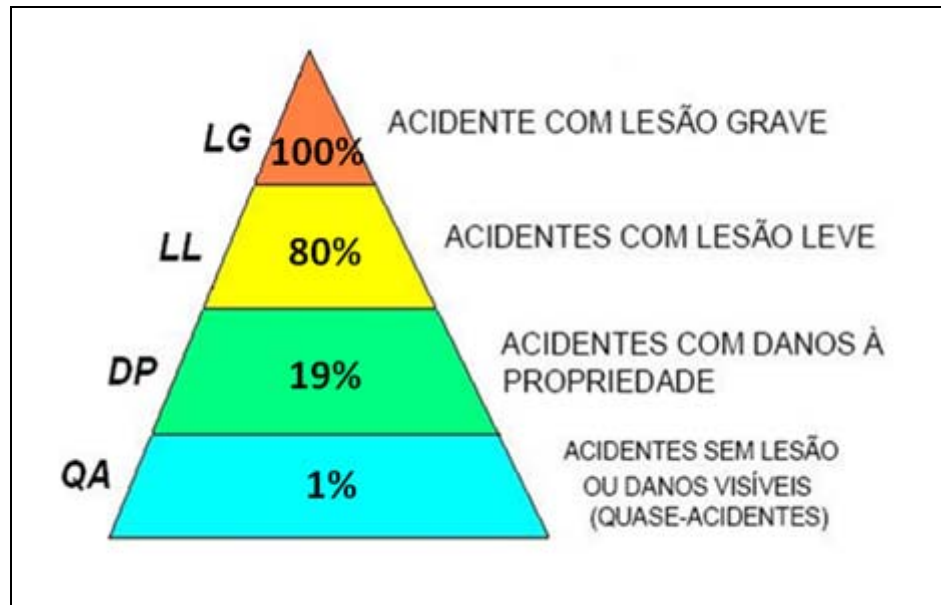 LG
100%
ACIDENTE COM LESÃO GRAVE
LL
80%
ACIDENTES COM LESÃO LEVE
DP
19%
ACIDENTES COM DANOS À
PROPRIEDADE
QA
1%
ACIDENTES SEM LESÃO
OU DANOS VISÍVEIS
(QUASE-ACIDENTES)